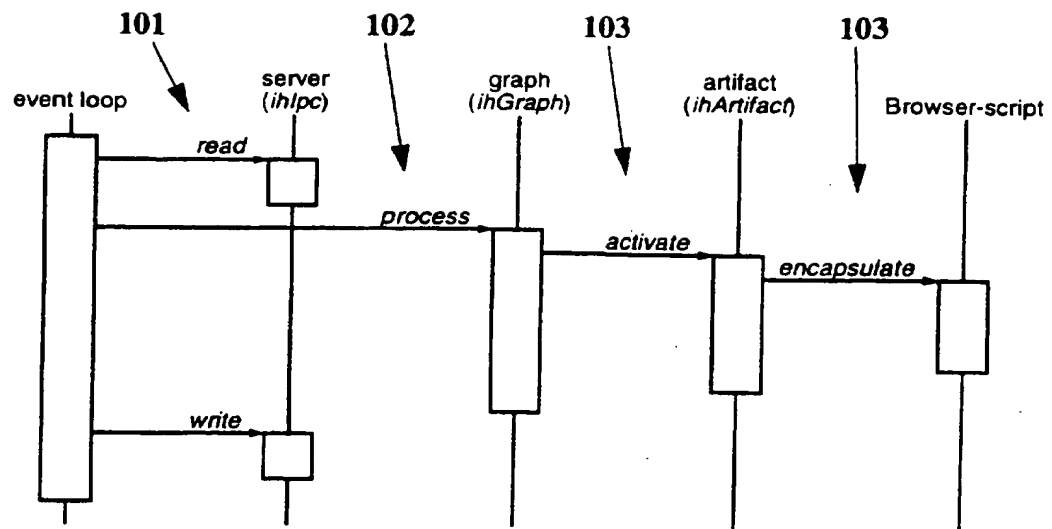 101
102
103
103
event loop
server
(ihIpc)
graph
(ihGraph)
artifact
(ihArtifact)
Browser-script
read
process
activate
encapsulate
write